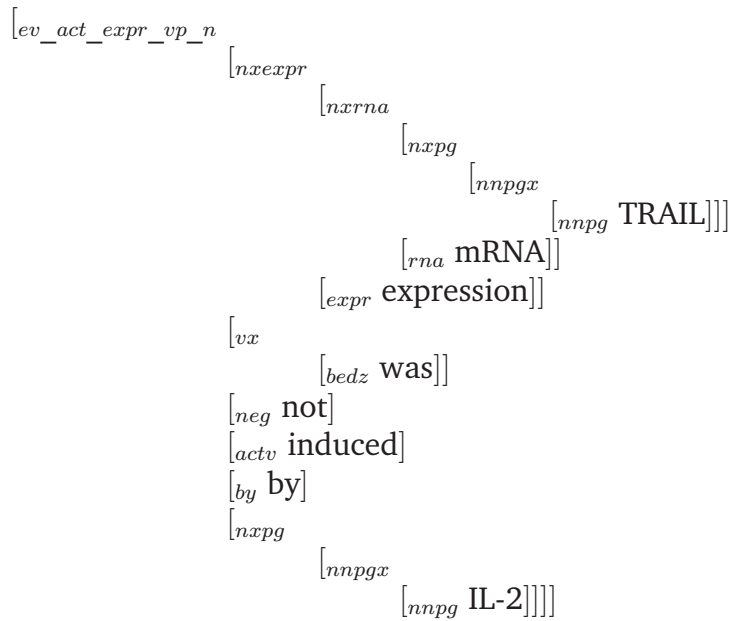 [ev_act_expr_vp_n
[nxexpr
[nxrna
[nxpg
[nnpgx
[nnpg TRAIL]]]
[rna mRNA]]
[expr expression]]
[vx
[bedz was]]
[neg not]
[actv induced]
[by by]
[nxpg
[nnpgx
[nnpg IL-2]]]]